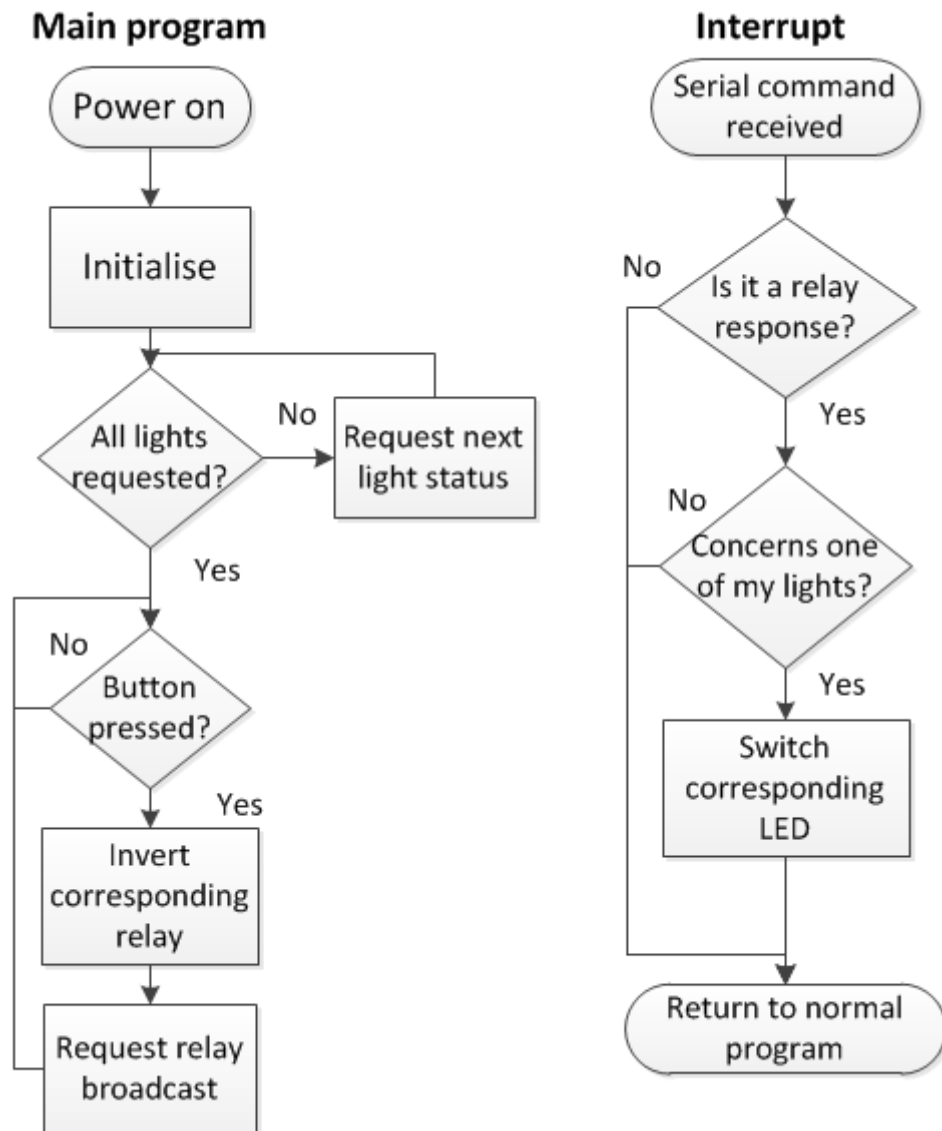 Main program
Power on
Initialise
All lights
requested?
No
Request next
light status
Yes
No
Button
pressed?
Yes
Invert
corresponding
relay
Request relay
broadcast
Interrupt
Serial command
received
No
Is it a relay
response?
Yes
No
Concerns one
of my lights?
Yes
Switch
corresponding
LED
Return to normal
program